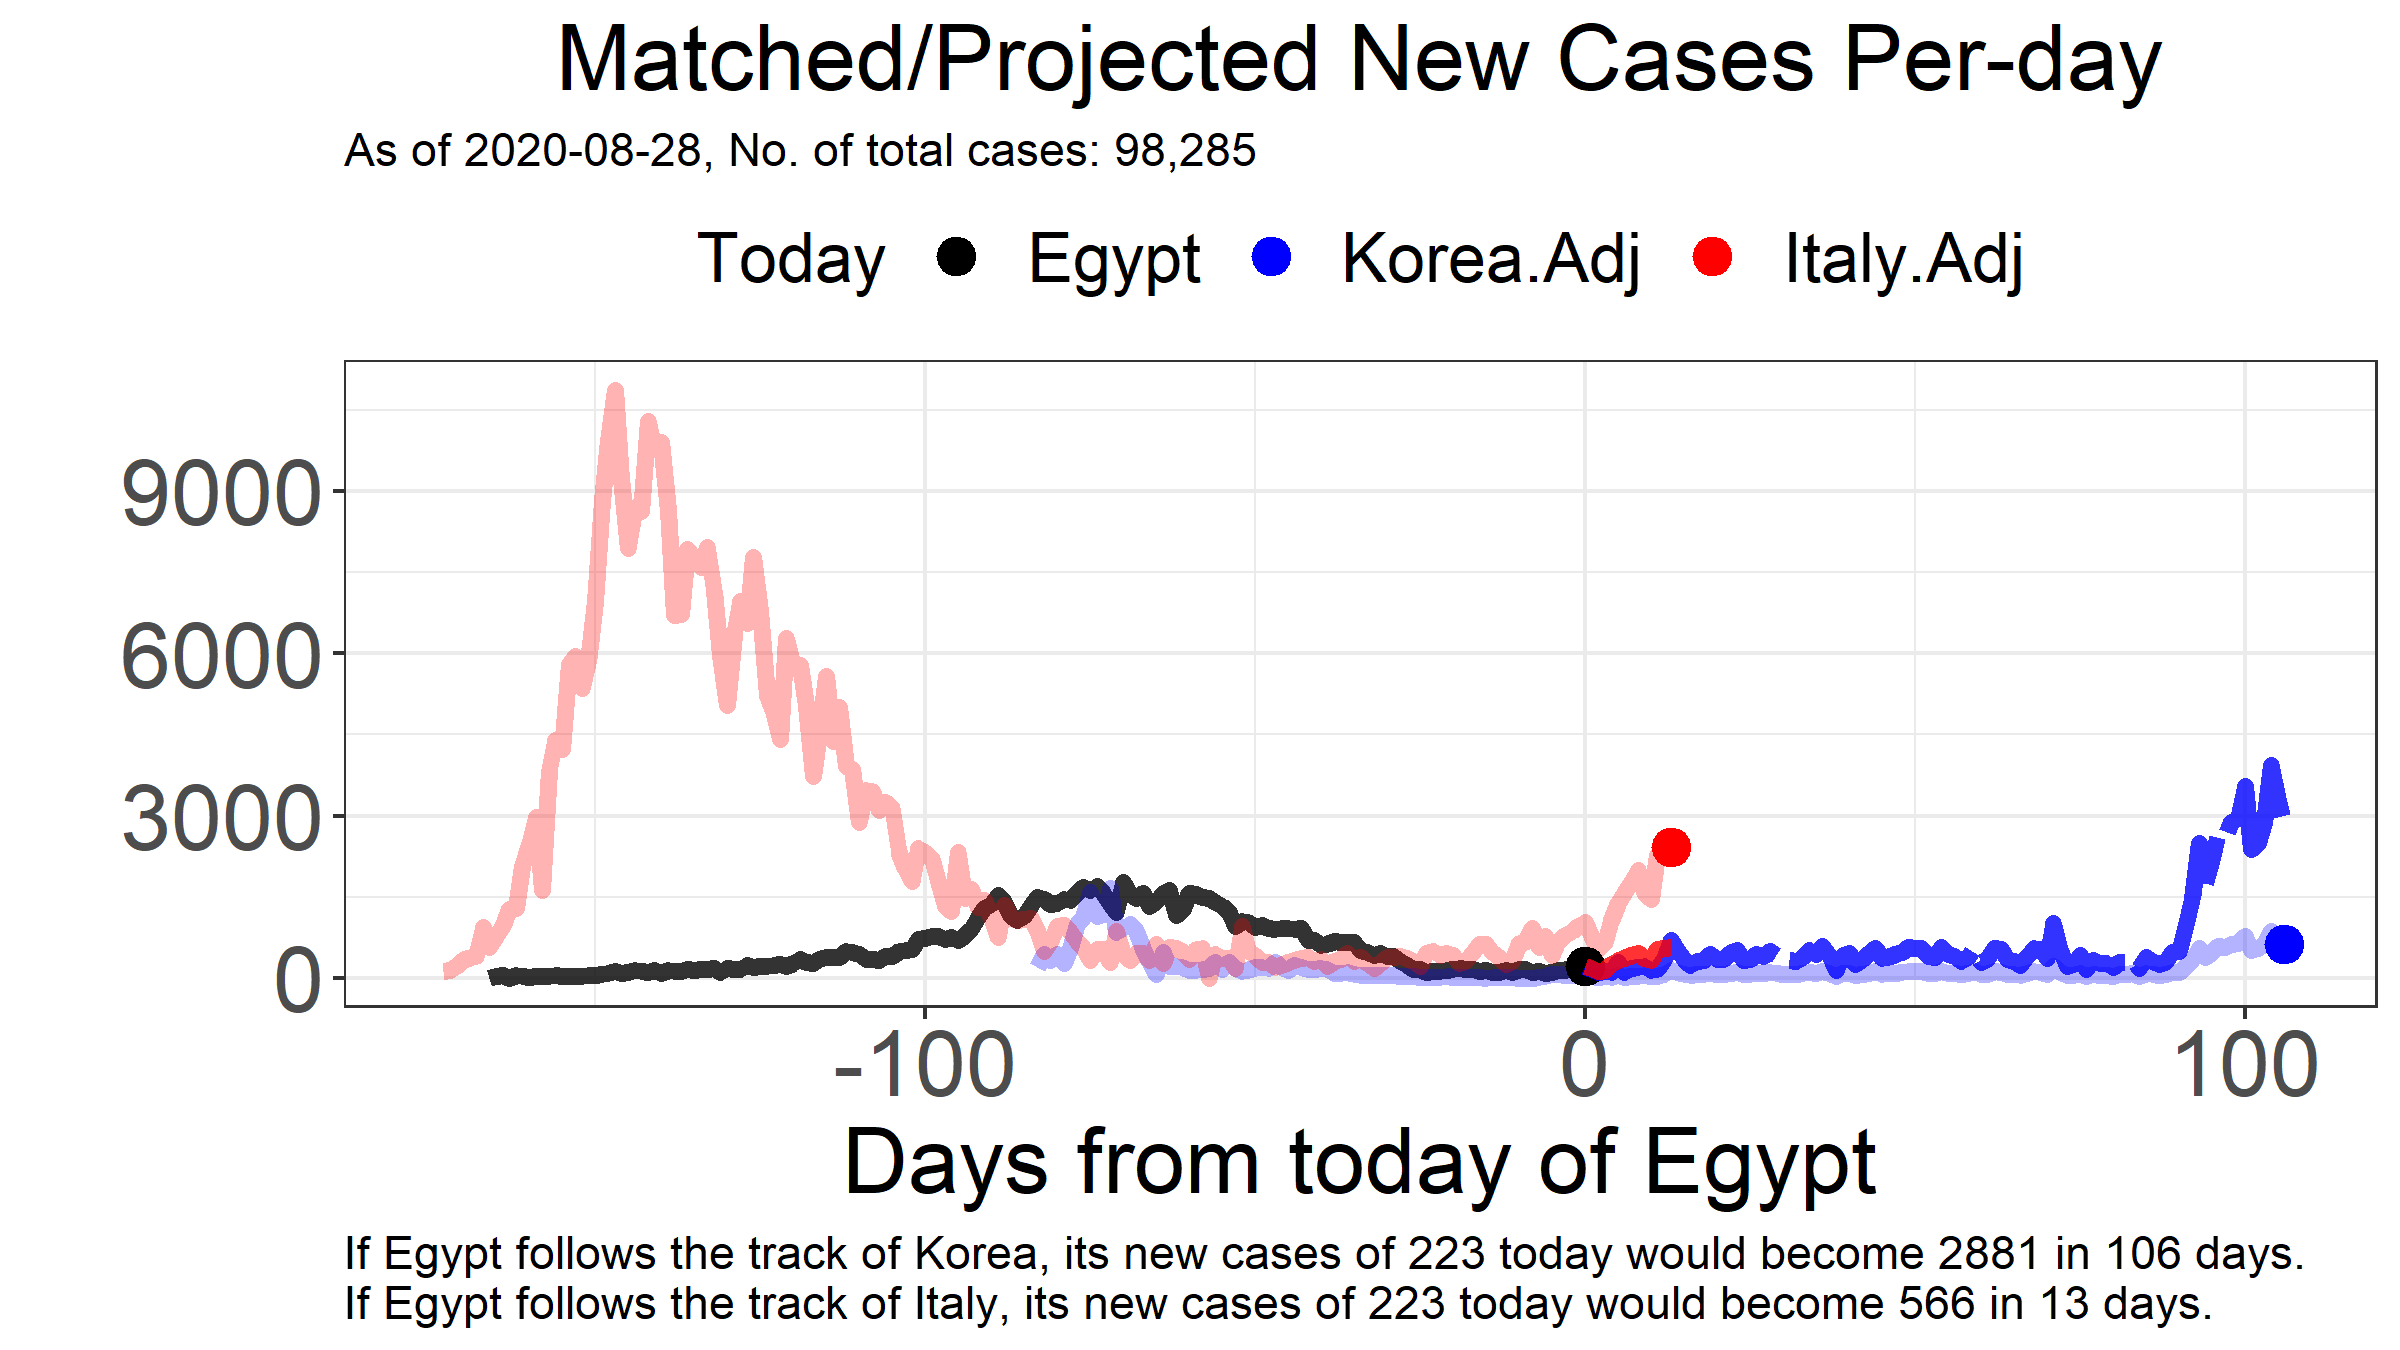 Matched/Projected New Cases Per-day
As of 2020-08-28, No. of total cases: 98,285
Today Egypt Korea.Adj Italy.Adj
9000
6000
3000
0
-100 0 100
Days from today of Egypt
If Egypt follows the track of Korea, its new cases of 223 today would become 2881 in 106 days.
If Egypt follows the track of Italy, its new cases of 223 today would become 566 in 13 days.